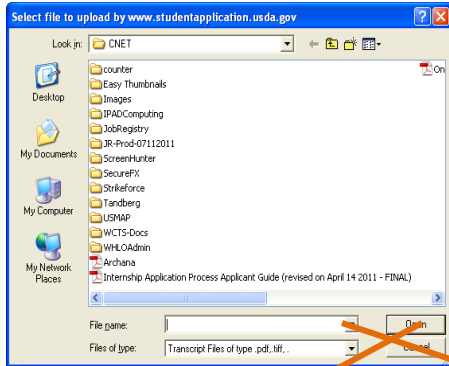 Select file to upload by www.studentapplication.usda.gov
Look in: CNET
counter
Easy Thumbnails
Images
IPADComputing
JobRegistry
JR-Prod-07112011
ScreenHunter
SecureFX
Strikeforce
Tandberg
USMAP
WCTS-Docs
WHLOAdmin
Archana
Internship Application Process Applicant Guide (revised on April 14 2011 - FINAL)
On
Desktop
My Documents
My Computer
My Network
Places
File name: Open
Files of type: Transcript Files of type .pdf,.tiff, . Cancel